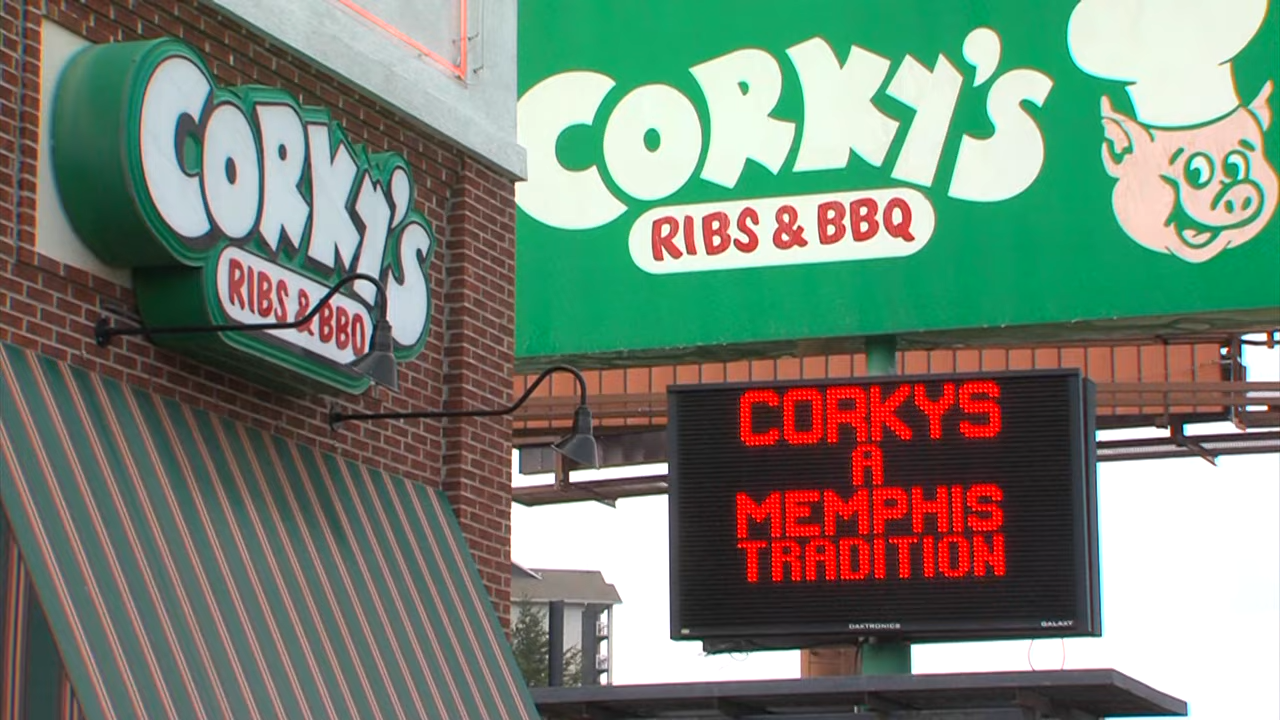 CORKY'S
RIBS & BBQ
CORKY'S
RIBS & BBQ
CORKYS
A
MEMPHIS
TRADITION
DAKTRONICS GALAXY